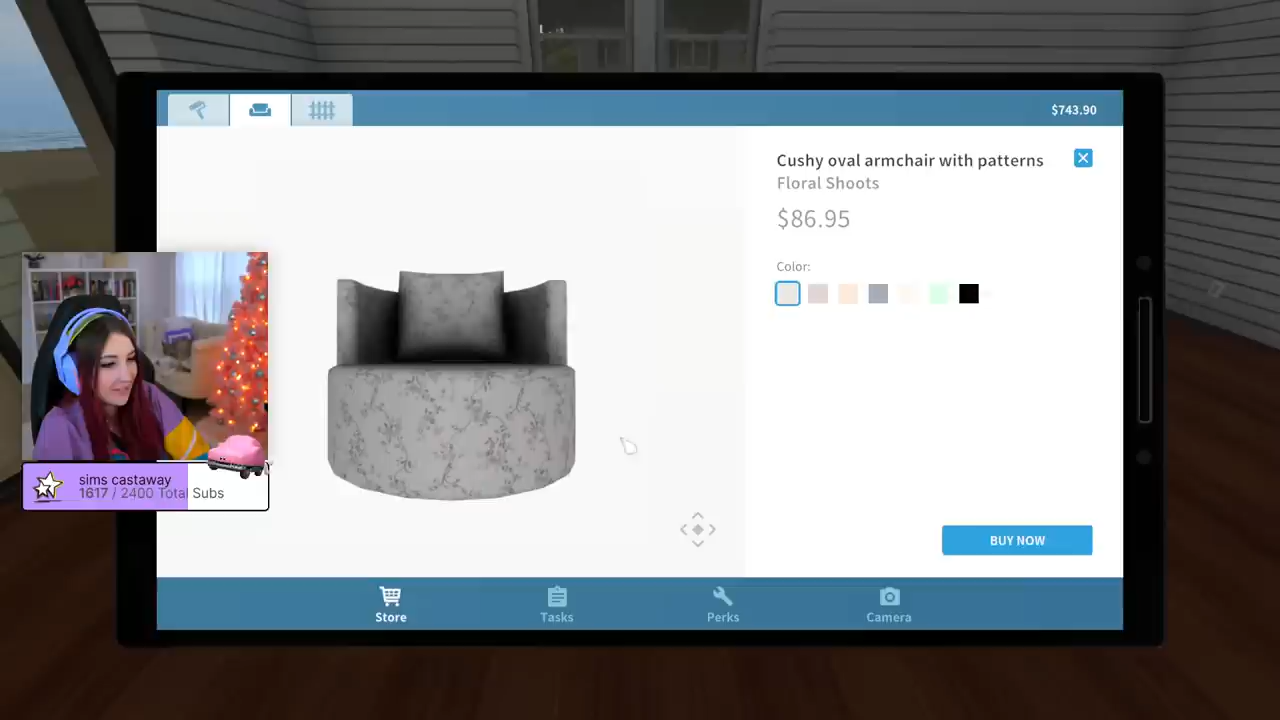 $743.90
Cushy oval armchair with patterns
Floral Shoots
$86.95
Color:
sims castaway
1617 / 2400 Total Subs
BUY NOW
Store
Tasks
Perks
Camera